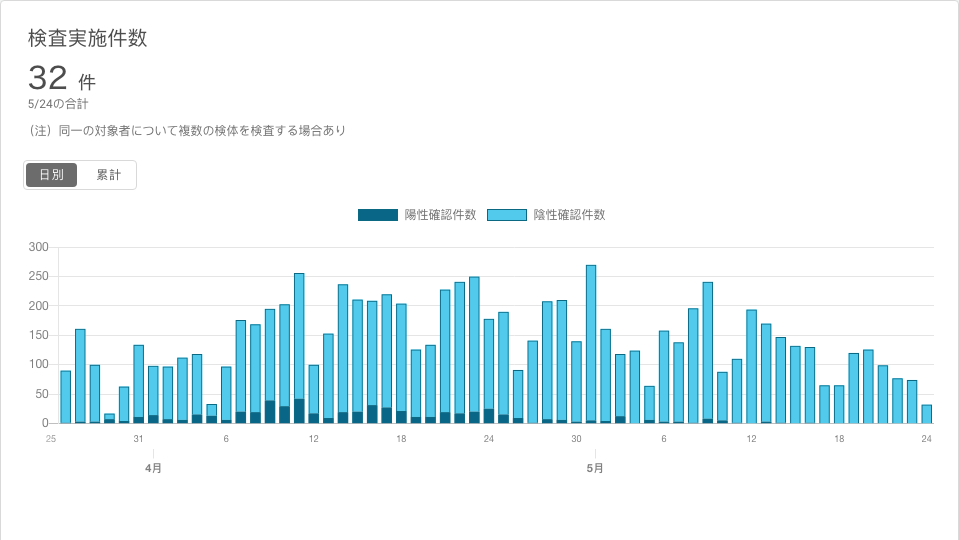 検査実施件数
32 件
5/24の合計
（注）同一の対象者について複数の検体を検査する場合あり
日別 累計
陽性確認件数 陰性確認件数
300
250
200
150
100
50
0
25 31 6 12 18 24 30 6 12 18 24
4月 5月